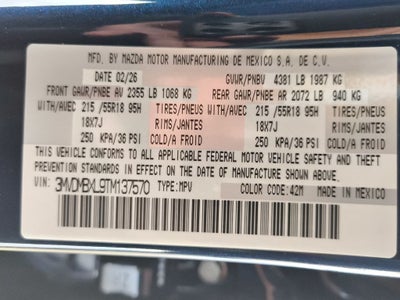 MFD. BY MAZDA MOTOR MANUFACTURING DE MEXICO S.A. DE C.V.
DATE 02/26 GVWR/PNBV 4381 LB 1987 KG
FRONT GAWR/PNBE AV 2355 LB 1068 KG REAR GAWR/PNBE AR 2072 LB 940 KG
WITH/AVEC 215 /55R18 95H TIRES/PNEUS WITH/AVEC 215 /55R18 95H TIRES/PNEUS
18X7J RIMS/JANTES 18X7J RIMS/JANTES
250 KPA/36 PSI COLD/A FROID 250 KPA/36 PSI COLD/A FROID
THIS VEHICLE CONFORMS TO ALL APPLICABLE FEDERAL MOTOR VEHICLE SAFETY AND THEFT
PREVENTION STANDARDS IN EFFECT ON THE DATE OF MANUFACTURE SHOWN ABOVE.
VIN: 3MVDMBXL9TM137570 TYPE:MPV COLOR CODE:42M MADE IN MEXICO